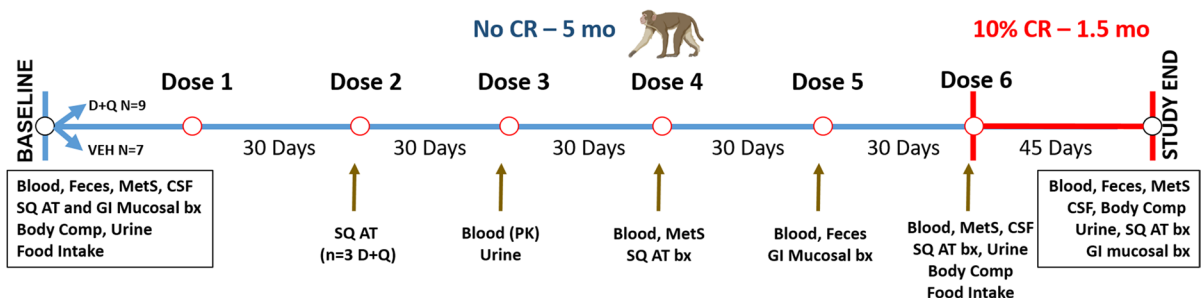 No CR – 5 mo
10% CR – 1.5 mo
BASELINE
Dose 1
Dose 2
Dose 3
Dose 4
Dose 5
Dose 6
STUDY END
D+Q N=9
VEH N=7
30 Days
30 Days
30 Days
30 Days
30 Days
45 Days
Blood, Feces, MetS, CSF
SQ AT and GI Mucosal bx
Body Comp, Urine
Food Intake
SQ AT
(n=3 D+Q)
Blood (PK)
Urine
Blood, MetS
SQ AT bx
Blood, Feces
GI Mucosal bx
Blood, MetS, CSF
SQ AT bx, Urine
Body Comp
Food Intake
Blood, Feces, MetS
CSF, Body Comp
Urine, SQ AT bx
GI mucosal bx